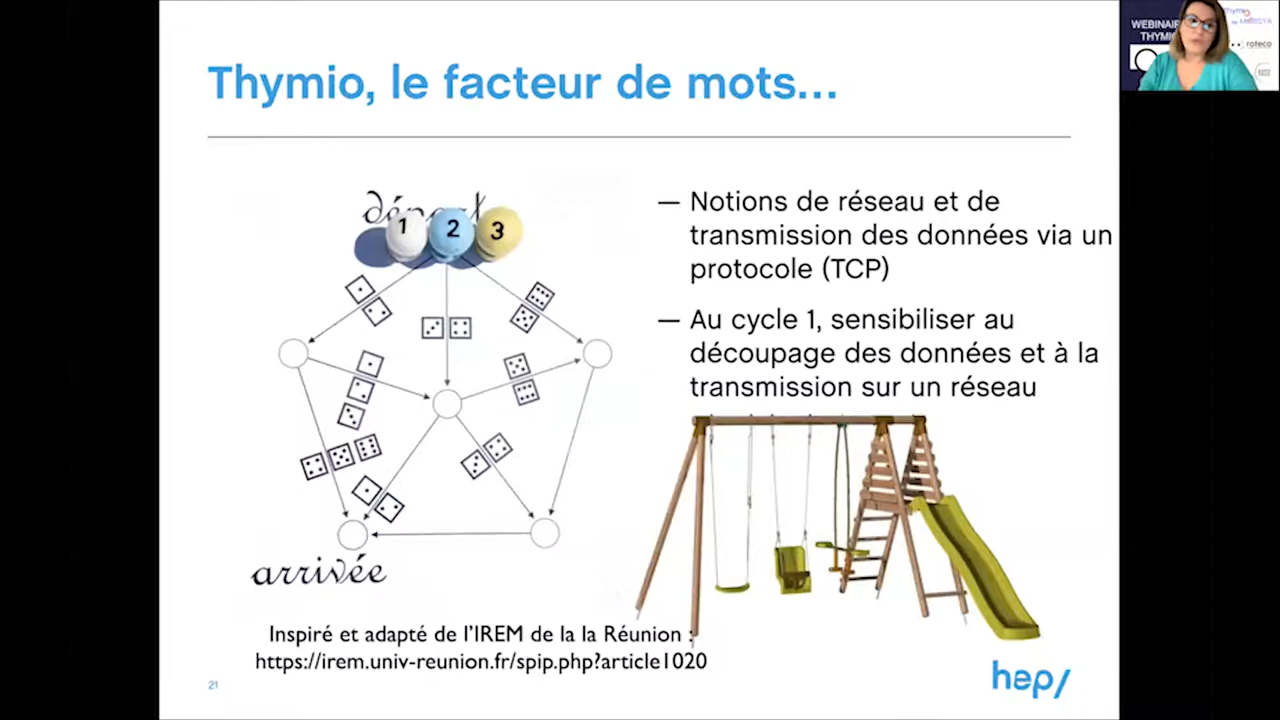 Thymio, le facteur de mots...
départ
1 2 3
— Notions de réseau et de
transmission des données via un
protocole (TCP)
— Au cycle 1, sensibiliser au
découpage des données et à la
transmission sur un réseau
arrivée
Inspiré et adapté de l'IREM de la la Réunion :
https://irem.univ-reunion.fr/spip.php?article1020
21
hep/
WEBINAIR
THYMIO
roteco